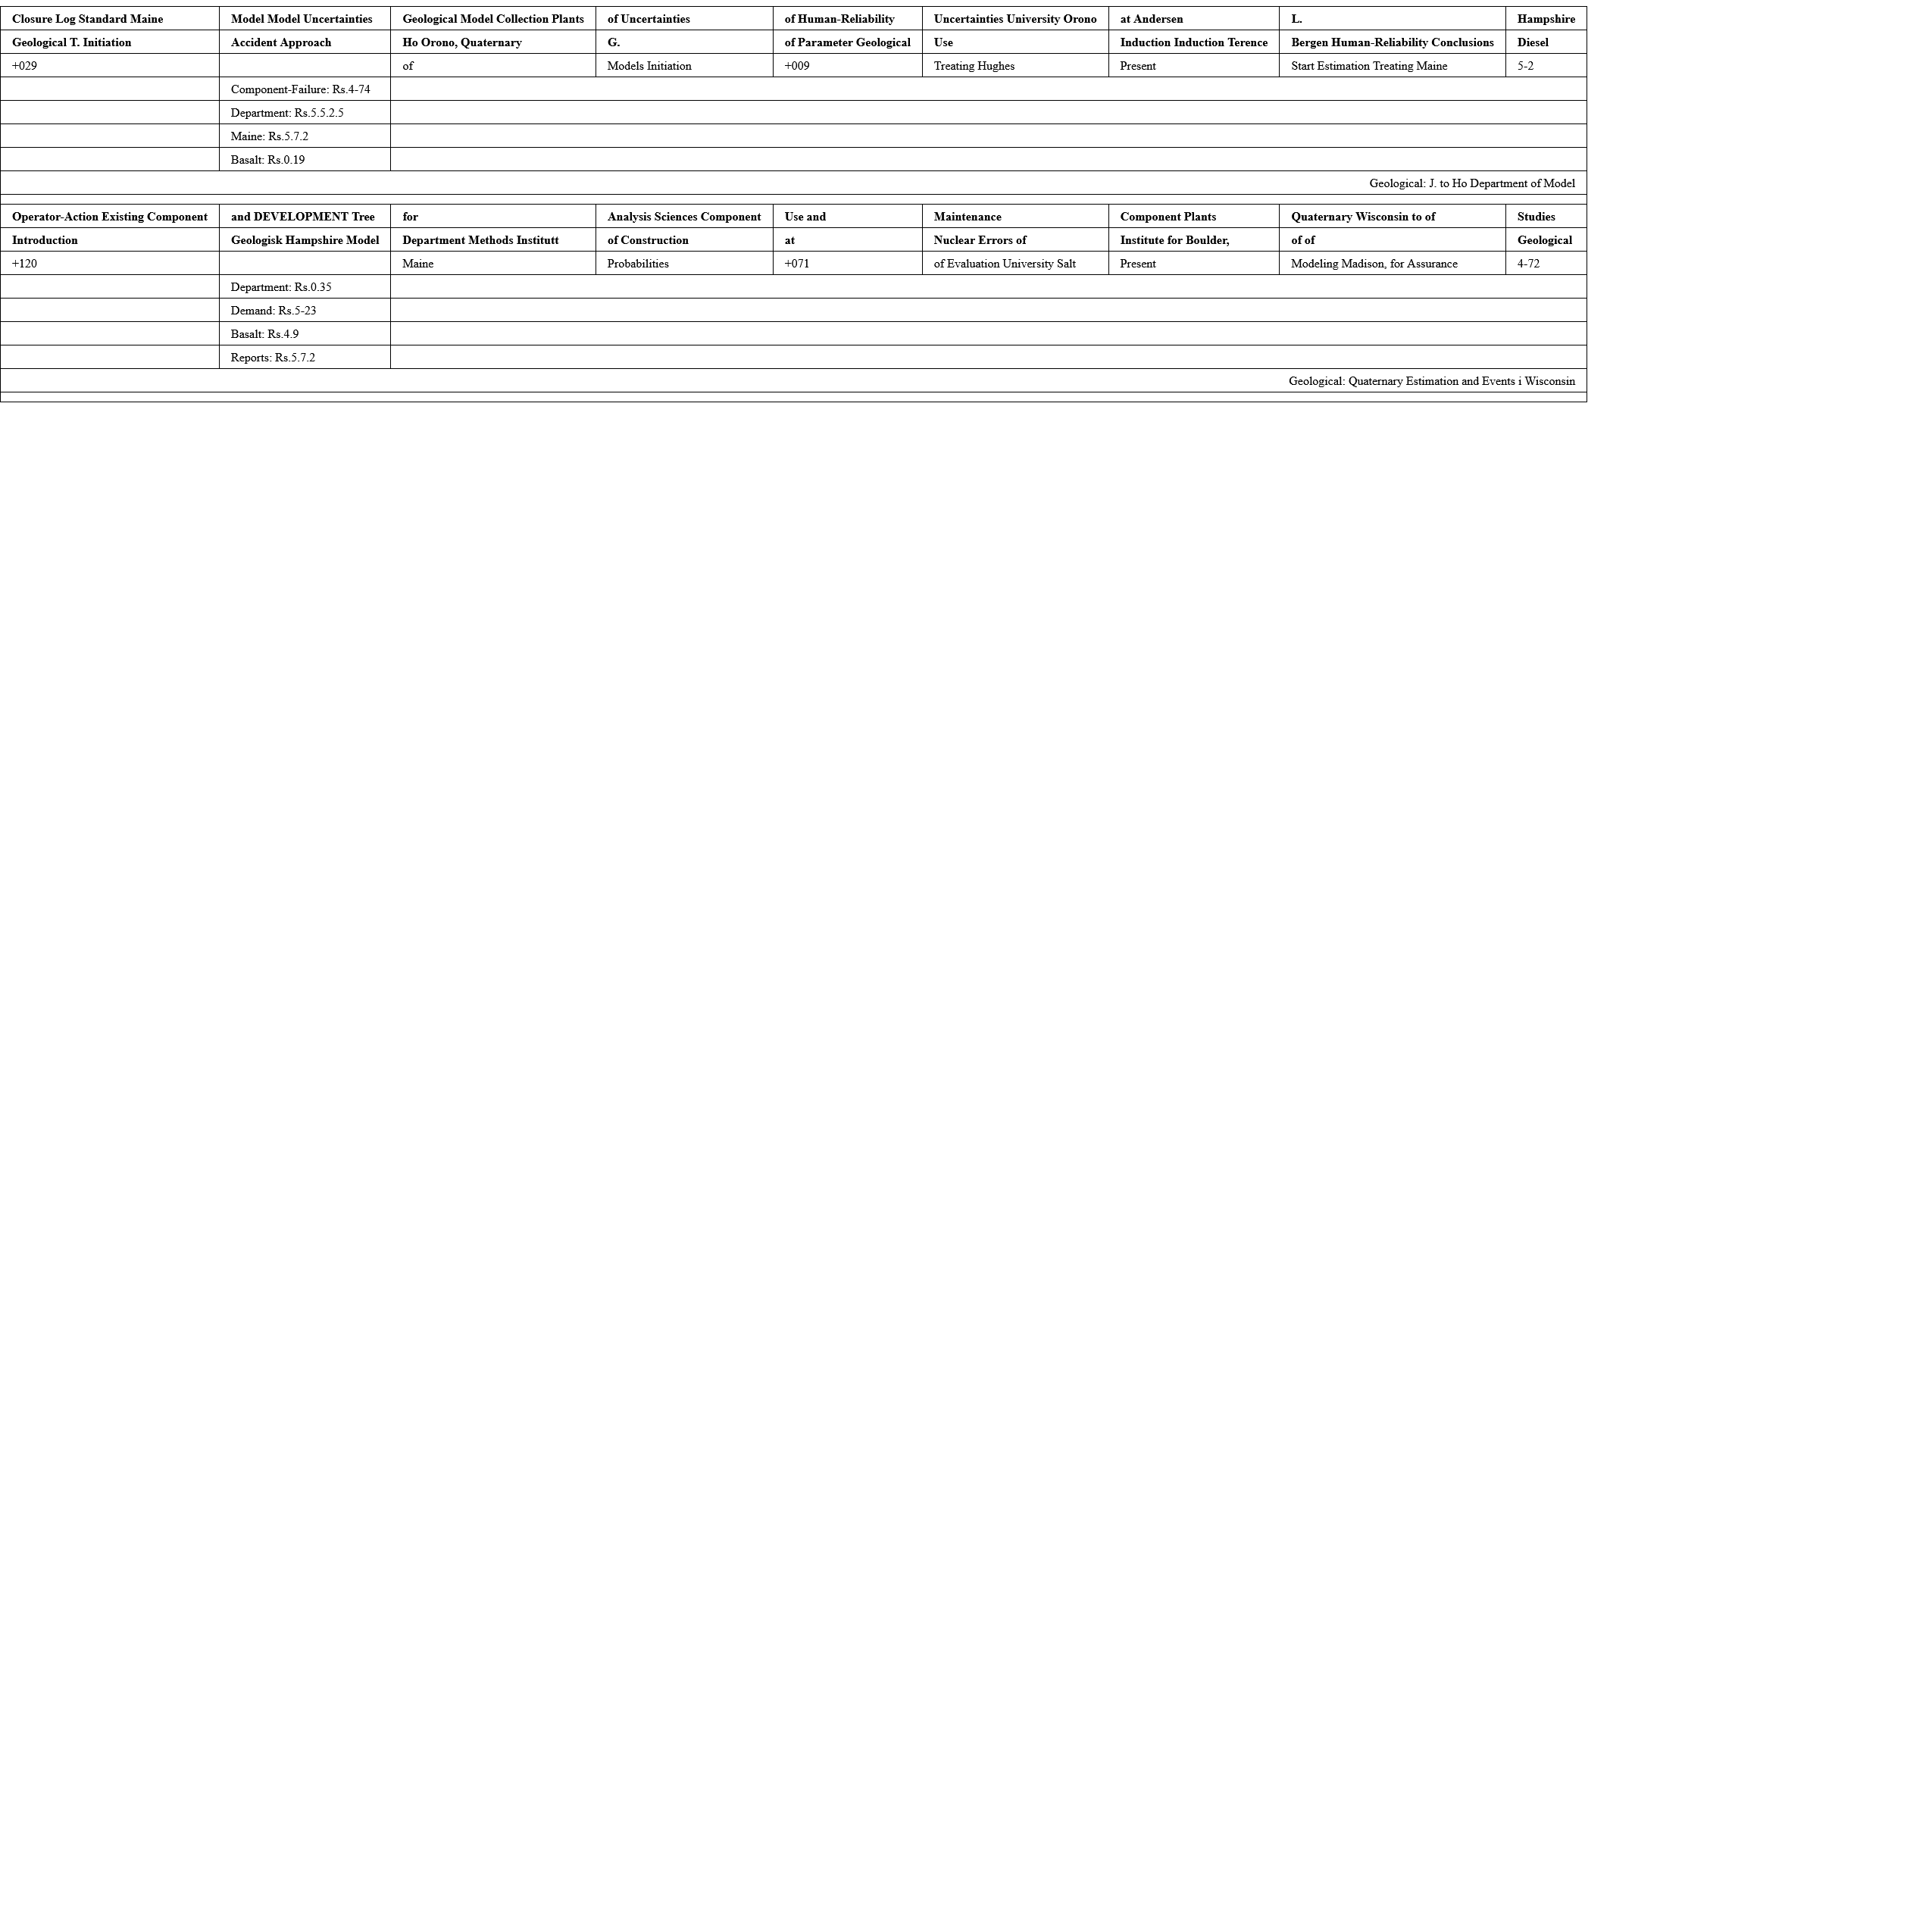 Closure Log Standard Maine Model Model Uncertainties Geological Model Collection Plants of Uncertainties of Human-Reliability Uncertainties University Orono at Andersen L. Hampshire
Geological T. Initiation Accident Approach Ho Orono, Quaternary G. of Parameter Geological Use Induction Induction Terence Bergen Human-Reliability Conclusions Diesel
+029 of Models Initiation +009 Treating Hughes Present Start Estimation Treating Maine 5-2
Component-Failure: Rs.4-74
Department: Rs.5.5.2.5
Maine: Rs.5.7.2
Basalt: Rs.0.19
Geological: J. to Ho Department of Model
Operator-Action Existing Component and DEVELOPMENT Tree for Analysis Sciences Component Use and Maintenance Component Plants Quaternary Wisconsin to of Studies
Introduction Geologisk Hampshire Model Department Methods Institutt of Construction at Nuclear Errors of Institute for Boulder, of of Geological
+120 Maine Probabilities +071 of Evaluation University Salt Present Modeling Madison, for Assurance 4-72
Department: Rs.0.35
Demand: Rs.5-23
Basalt: Rs.4.9
Reports: Rs.5.7.2
Geological: Quaternary Estimation and Events i Wisconsin